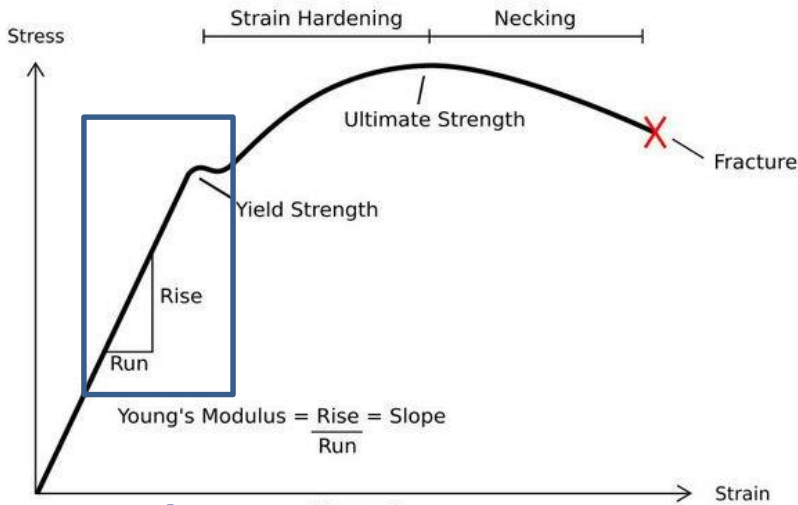 Strain Hardening
Necking
Stress
Ultimate Strength
Fracture
Yield Strength
Rise
Run
Young's Modulus = Rise = Slope
Run
Strain